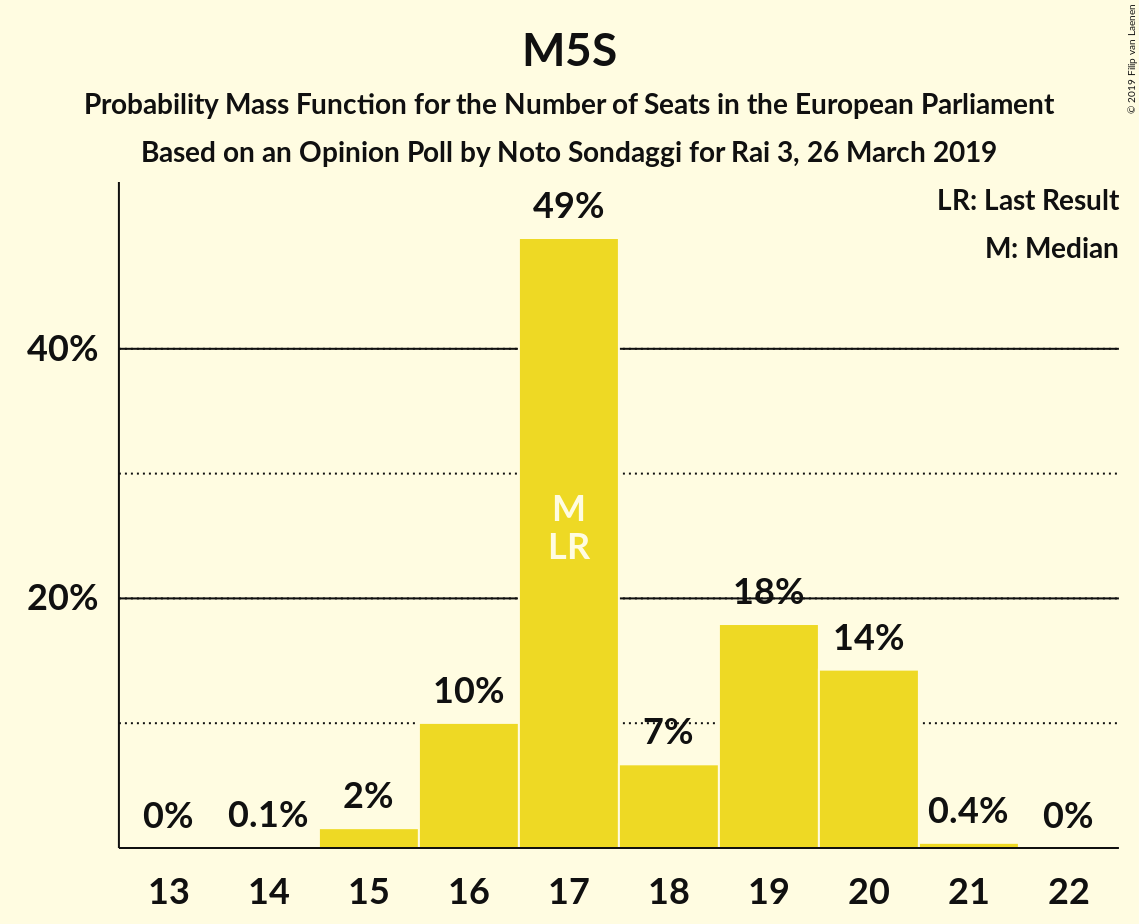 M5S
Probability Mass Function for the Number of Seats in the European Parliament
Based on an Opinion Poll by Noto Sondaggi for Rai 3, 26 March 2019
© 2019 Filip van Laenen
LR: Last Result
M: Median
49%
40%
M
LR
20%
18%
14%
10%
7%
2%
0%
0.1%
0.4%
0%
13 14 15 16 17 18 19 20 21 22